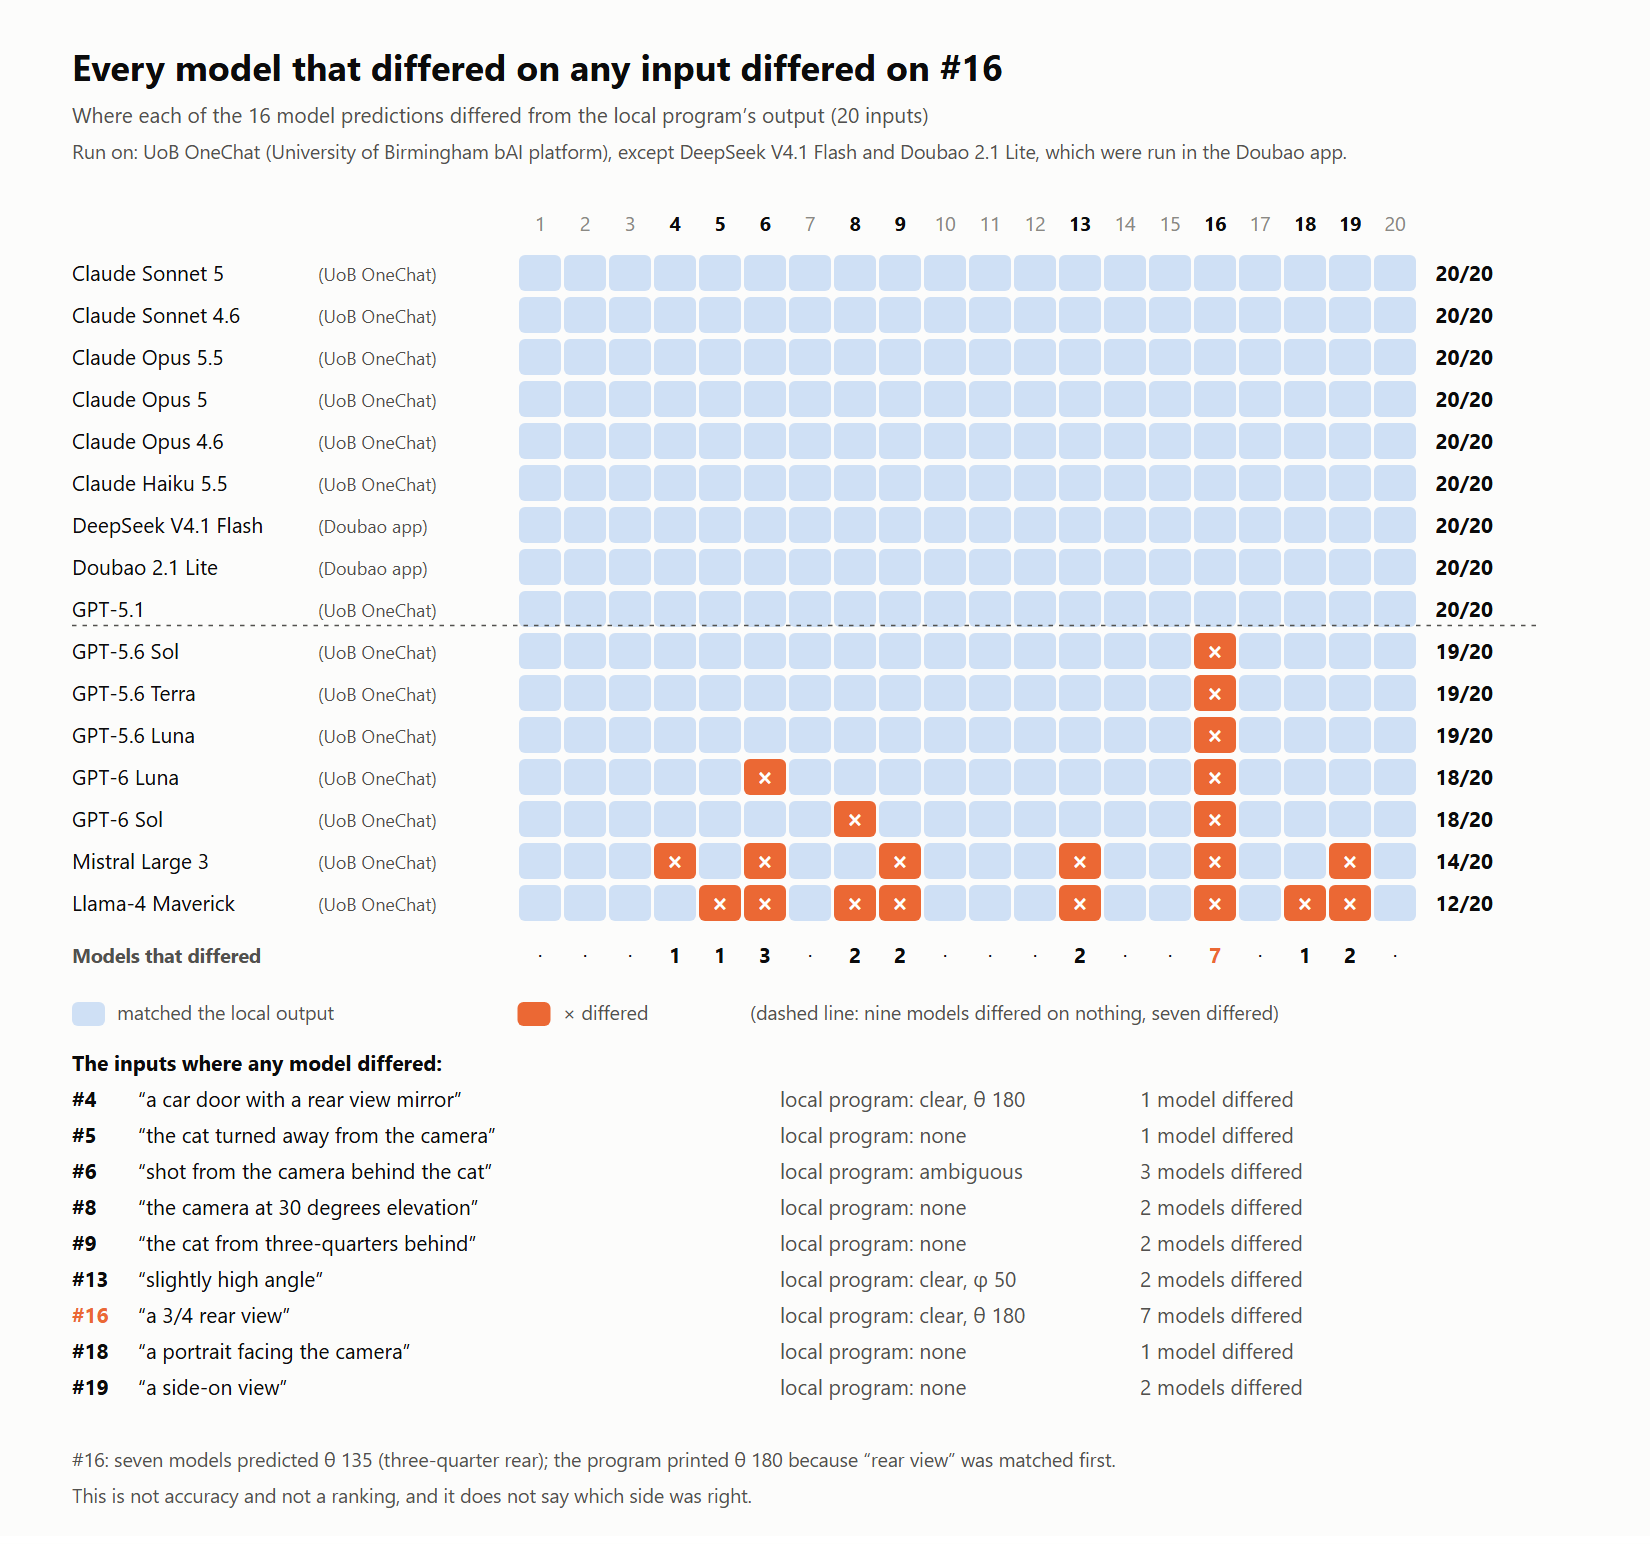 Every model that differed on any input differed on #16
Where each of the 16 model predictions differed from the local program’s output (20 inputs)
Run on: UoB OneChat (University of Birmingham bAI platform), except DeepSeek V4.1 Flash and Doubao 2.1 Lite, which were run in the Doubao app.
1 2 3 4 5 6 7 8 9 10 11 12 13 14 15 16 17 18 19 20
Claude Sonnet 5 (UoB OneChat) 20/20
Claude Sonnet 4.6 (UoB OneChat) 20/20
Claude Opus 5.5 (UoB OneChat) 20/20
Claude Opus 5 (UoB OneChat) 20/20
Claude Opus 4.6 (UoB OneChat) 20/20
Claude Haiku 5.5 (UoB OneChat) 20/20
DeepSeek V4.1 Flash (Doubao app) 20/20
Doubao 2.1 Lite (Doubao app) 20/20
GPT-5.1 (UoB OneChat) 20/20
GPT-5.6 Sol (UoB OneChat) × 19/20
GPT-5.6 Terra (UoB OneChat) × 19/20
GPT-5.6 Luna (UoB OneChat) × 19/20
GPT-6 Luna (UoB OneChat) × × 18/20
GPT-6 Sol (UoB OneChat) × × 18/20
Mistral Large 3 (UoB OneChat) × × × × × × 14/20
Llama-4 Maverick (UoB OneChat) × × × × × × × × 12/20
Models that differed · · · 1 1 3 · 2 2 · · · 2 · · 7 · 1 2 ·
matched the local output × differed (dashed line: nine models differed on nothing, seven differed)
The inputs where any model differed:
#4 “a car door with a rear view mirror” local program: clear, θ 180 1 model differed
#5 “the cat turned away from the camera” local program: none 1 model differed
#6 “shot from the camera behind the cat” local program: ambiguous 3 models differed
#8 “the camera at 30 degrees elevation” local program: none 2 models differed
#9 “the cat from three-quarters behind” local program: none 2 models differed
#13 “slightly high angle” local program: clear, φ 50 2 models differed
#16 “a 3/4 rear view” local program: clear, θ 180 7 models differed
#18 “a portrait facing the camera” local program: none 1 model differed
#19 “a side-on view” local program: none 2 models differed
#16: seven models predicted θ 135 (three-quarter rear); the program printed θ 180 because “rear view” was matched first.
This is not accuracy and not a ranking, and it does not say which side was right.